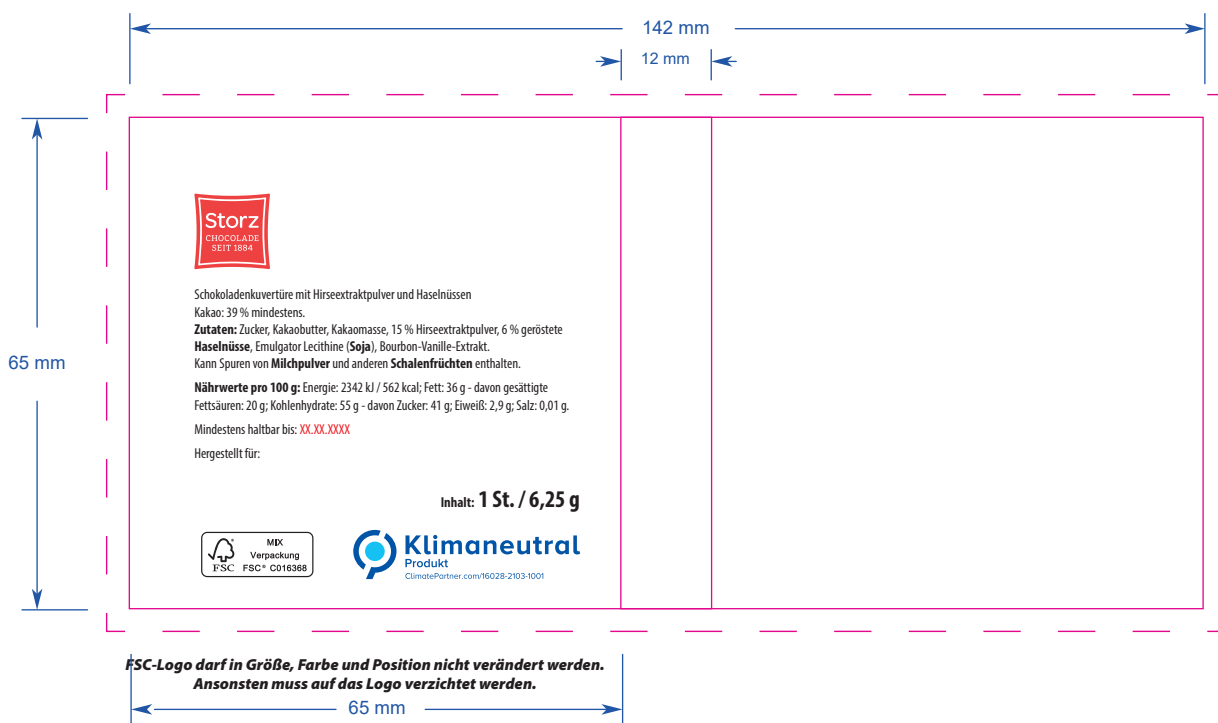 142 mm
12 mm
65 mm
Storz
CHOCOLADE
SEIT 1884
Schokoladenkuvertüre mit Hirseextraktpulver und Haselnüssen
Kakao: 39 % mindestens.
Zutaten: Zucker, Kakaobutter, Kakaomasse, 15 % Hirseextraktpulver, 6 % geröstete
Haselnüsse, Emulgator Lecithine (Soja), Bourbon-Vanille-Extrakt.
Kann Spuren von Milchpulver und anderen Schalenfrüchten enthalten.
Nährwerte pro 100 g: Energie: 2342 kJ / 562 kcal; Fett: 36 g - davon gesättigte
Fettsäuren: 20 g; Kohlenhydrate: 55 g - davon Zucker: 41 g; Eiweiß: 2,9 g; Salz: 0,01 g.
Mindestens haltbar bis: XX.XX.XXXX
Hergestellt für:
Inhalt: 1 St. / 6,25 g
FSC
MIX
Verpackung
FSC® C016368
Klimaneutral
Produkt
ClimatePartner.com/16028-2103-1001
FSC-Logo darf in Größe, Farbe und Position nicht verändert werden.
Ansonsten muss auf das Logo verzichtet werden.
65 mm